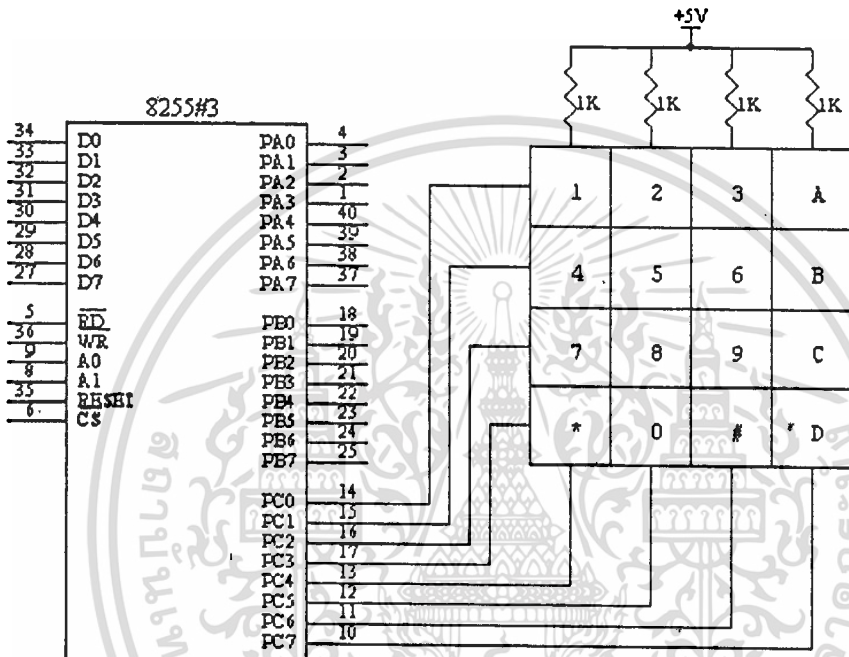 +5V
1K 1K 1K 1K
8255#3
34 D0 PA0 4
33 D1 PA1 3
32 D2 PA2 2
31 D3 PA3 1
30 D4 PA4 40
29 D5 PA5 39
28 D6 PA6 38
27 D7 PA7 37
5 RD PB0 18
36 WR PB1 19
9 A0 PB2 20
8 A1 PB3 21
35 RESET PB4 22
6 CS PB5 23
PB6 24
PB7 25
PC0 14
PC1 15
PC2 16
PC3 17
PC4 13
PC5 12
PC6 11
PC7 10
1 2 3 A
4 5 6 B
7 8 9 C
* 0 # D